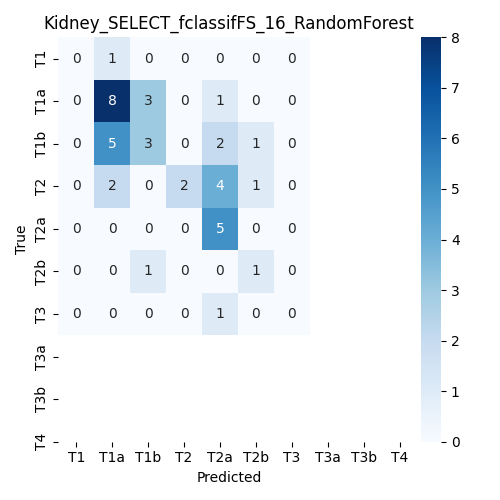 Kidney_SELECT_fclassifFS_16_RandomForest
T1 0 1 0 0 0 0 0
T1a 0 8 3 0 1 0 0
T1b 0 5 3 0 2 1 0
T2 0 2 0 2 4 1 0
T2a 0 0 0 0 5 0 0
T2b 0 0 1 0 0 1 0
T3 0 0 0 0 1 0 0
T3a
T3b
T4
True
T1 T1a T1b T2 T2a T2b T3 T3a T3b T4
Predicted
8
7
6
5
4
3
2
1
0